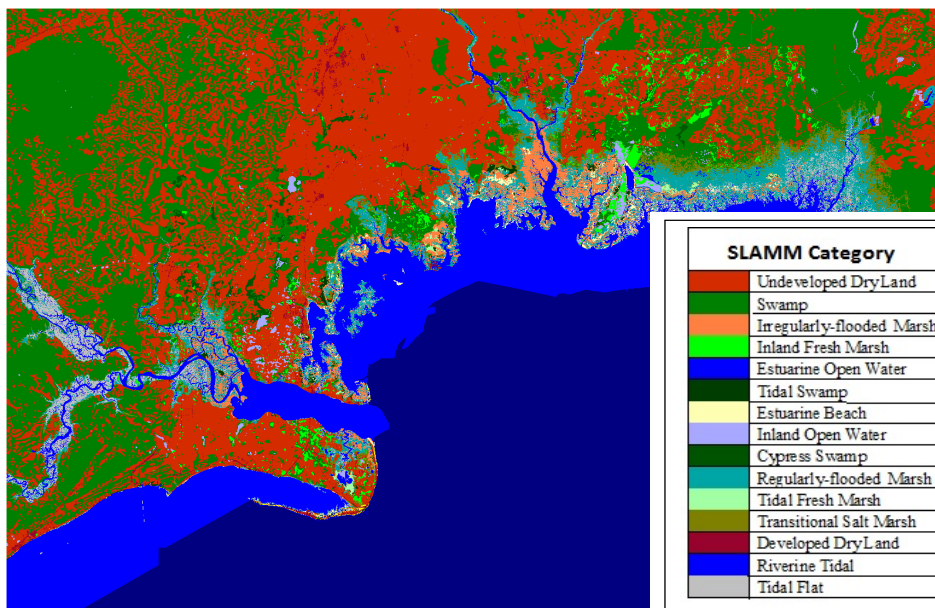 SLAMM Category
Undeveloped DryLand
Swamp
Irregularly-flooded Marsh
Inland Fresh Marsh
Estuarine Open Water
Tidal Swamp
Estuarine Beach
Inland Open Water
Cypress Swamp
Regularly-flooded Marsh
Tidal Fresh Marsh
Transitional Salt Marsh
Developed DryLand
Riverine Tidal
Tidal Flat